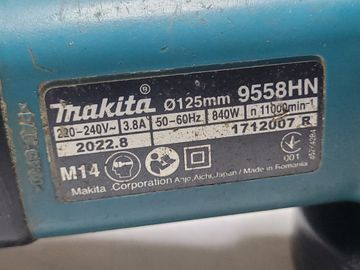 makita® Ø125mm 9558HN
220-240V~ 3.8A 50-60Hz 840W n 11000min-¹
2022.8 1712007 R
M14 001
Makita Corporation Anjo, Aichi, Japan Made in Romania